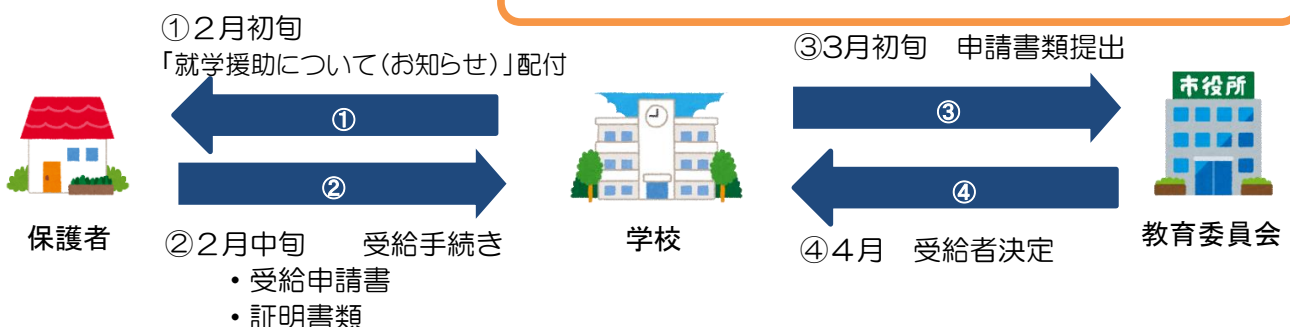 ①２月初旬
「就学援助について（お知らせ）」配付
③3月初旬　申請書類提出
市役所
①
③
②
④
保護者
学校
教育委員会
②２月中旬　　受給手続き
・受給申請書
・証明書類
④４月　受給者決定